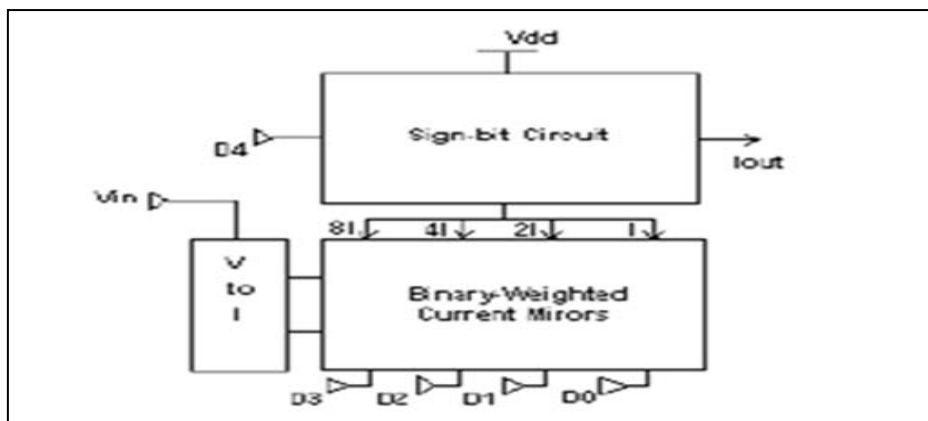 Vdd
Sign-bit Circuit
D4
Iout
Vin
8I 4I 2I I
V
to
I
Binary-Weighted
Current Mirors
D3 D2 D1 D0